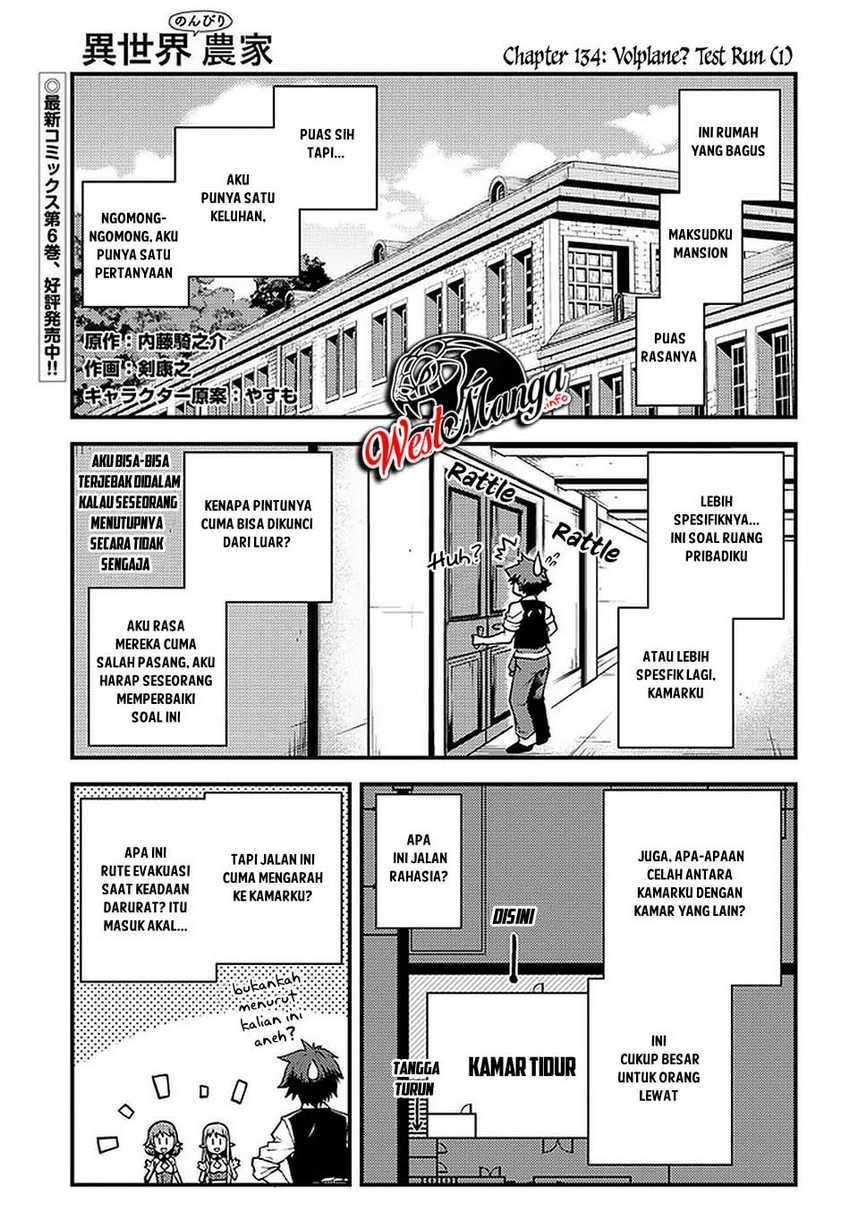 のんびり
異世界 農家
Chapter 134: Volplane? Test Run (1)
◎最新コミックス第6巻、好評発売中!!
INI RUMAH
YANG BAGUS
MAKSUDKU
MANSION
PUAS
RASANYA
PUAS SIH
TAPI...
AKU
PUNYA SATU
KELUHAN.
NGOMONG-
NGOMONG, AKU
PUNYA SATU
PERTANYAAN
原作：内藤騎之介
作画：剣康之
キャラクター原案：やすも
WestManga
.info
LEBIH
SPESIFIKNYA...
INI SOAL RUANG
PRIBADIKU
ATAU LEBIH
SPESFIK LAGI,
KAMARKU
Rattle
Rattle
Huh?
KENAPA PINTUNYA
CUMA BISA DIKUNCI
DARI LUAR?
AKU BISA-BISA
TERJEBAK DIDALAM
KALAU SESEORANG
MENUTUPNYA
SECARA TIDAK
SENGAJA
AKU RASA
MEREKA CUMA
SALAH PASANG, AKU
HARAP SESEORANG
MEMPERBAIKI
SOAL INI
JUGA, APA-APAAN
CELAH ANTARA
KAMARKU DENGAN
KAMAR YANG LAIN?
INI
CUKUP BESAR
UNTUK ORANG
LEWAT
APA
INI JALAN
RAHASIA?
DISINI
KAMAR TIDUR
TANGGA
TURUN
TAPI JALAN INI
CUMA MENGARAH
KE KAMARKU?
APA INI
RUTE EVAKUASI
SAAT KEADAAN
DARURAT? ITU
MASUK AKAL...
bukankah
menurut
kalian ini
aneh?